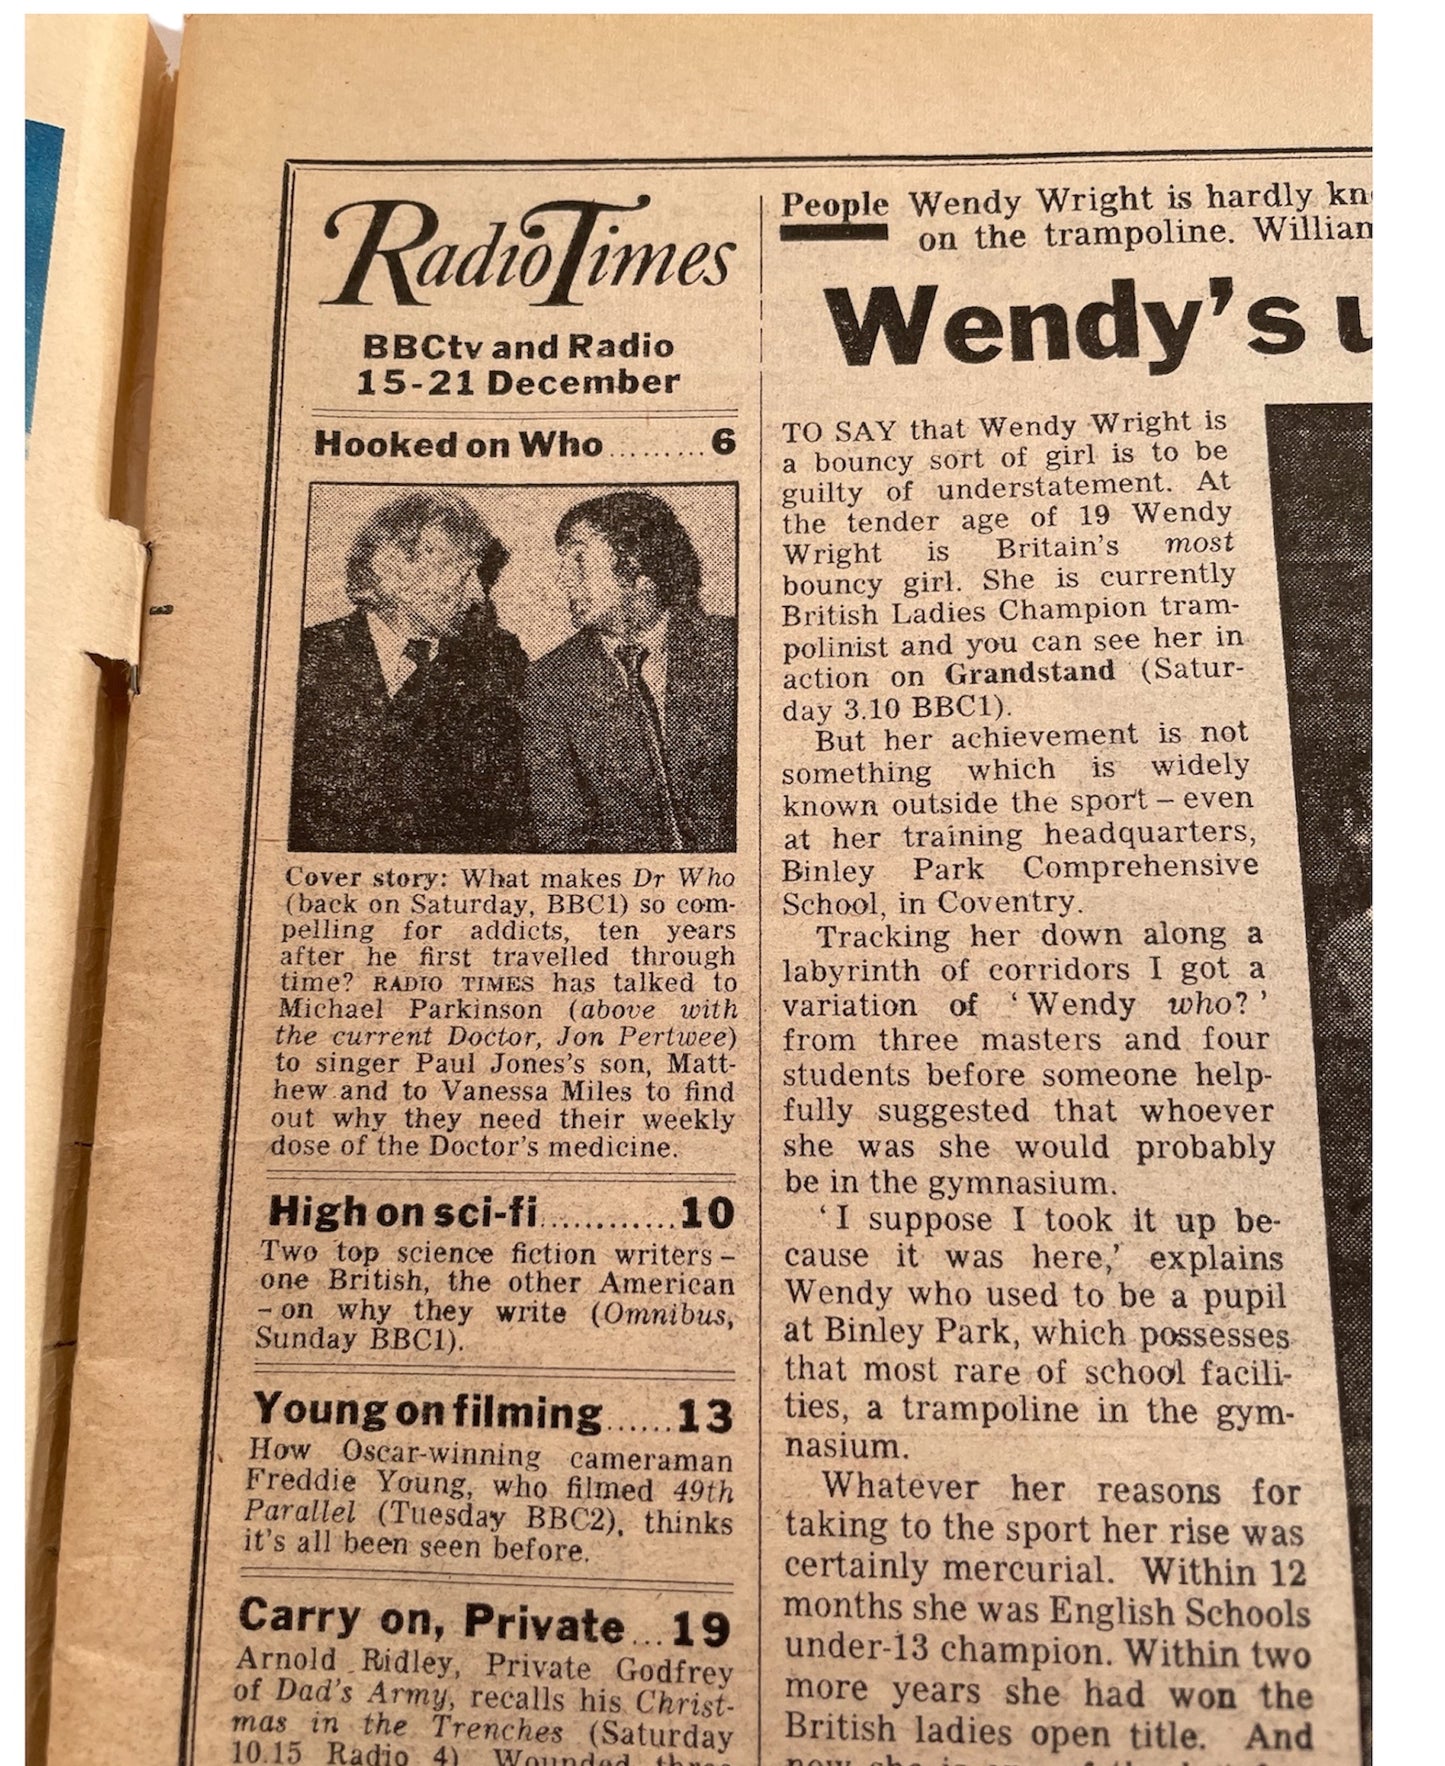 RadioTimes
BBCtv and Radio
15-21 December
Hooked on Who.........6
Cover story: What makes Dr Who
(back on Saturday, BBC1) so com-
pelling for addicts, ten years
after he first travelled through
time? RADIO TIMES has talked to
Michael Parkinson (above with
the current Doctor, Jon Pertwee)
to singer Paul Jones's son, Matt-
hew and to Vanessa Miles to find
out why they need their weekly
dose of the Doctor's medicine.
High on sci-fi............10
Two top science fiction writers –
one British, the other American
– on why they write (Omnibus,
Sunday BBC1).
Young on filming......13
How Oscar-winning cameraman
Freddie Young, who filmed 49th
Parallel (Tuesday BBC2), thinks
it's all been seen before.
Carry on, Private...19
Arnold Ridley, Private Godfrey
of Dad's Army, recalls his Christ-
mas in the Trenches (Saturday
10.15 Radio 4) Wounded three
People Wendy Wright is hardly kn
on the trampoline. William
Wendy's u
TO SAY that Wendy Wright is
a bouncy sort of girl is to be
guilty of understatement. At
the tender age of 19 Wendy
Wright is Britain's most
bouncy girl. She is currently
British Ladies Champion tram-
polinist and you can see her in
action on Grandstand (Satur-
day 3.10 BBC1).
But her achievement is not
something which is widely
known outside the sport – even
at her training headquarters,
Binley Park Comprehensive
School, in Coventry.
Tracking her down along a
labyrinth of corridors I got a
variation of ‘Wendy who?’
from three masters and four
students before someone help-
fully suggested that whoever
she was she would probably
be in the gymnasium.
‘I suppose I took it up be-
cause it was here,’ explains
Wendy who used to be a pupil
at Binley Park, which possesses
that most rare of school facili-
ties, a trampoline in the gym-
nasium.
Whatever her reasons for
taking to the sport her rise was
certainly mercurial. Within 12
months she was English Schools
under-13 champion. Within two
more years she had won the
British ladies open title. And
now she is one of the